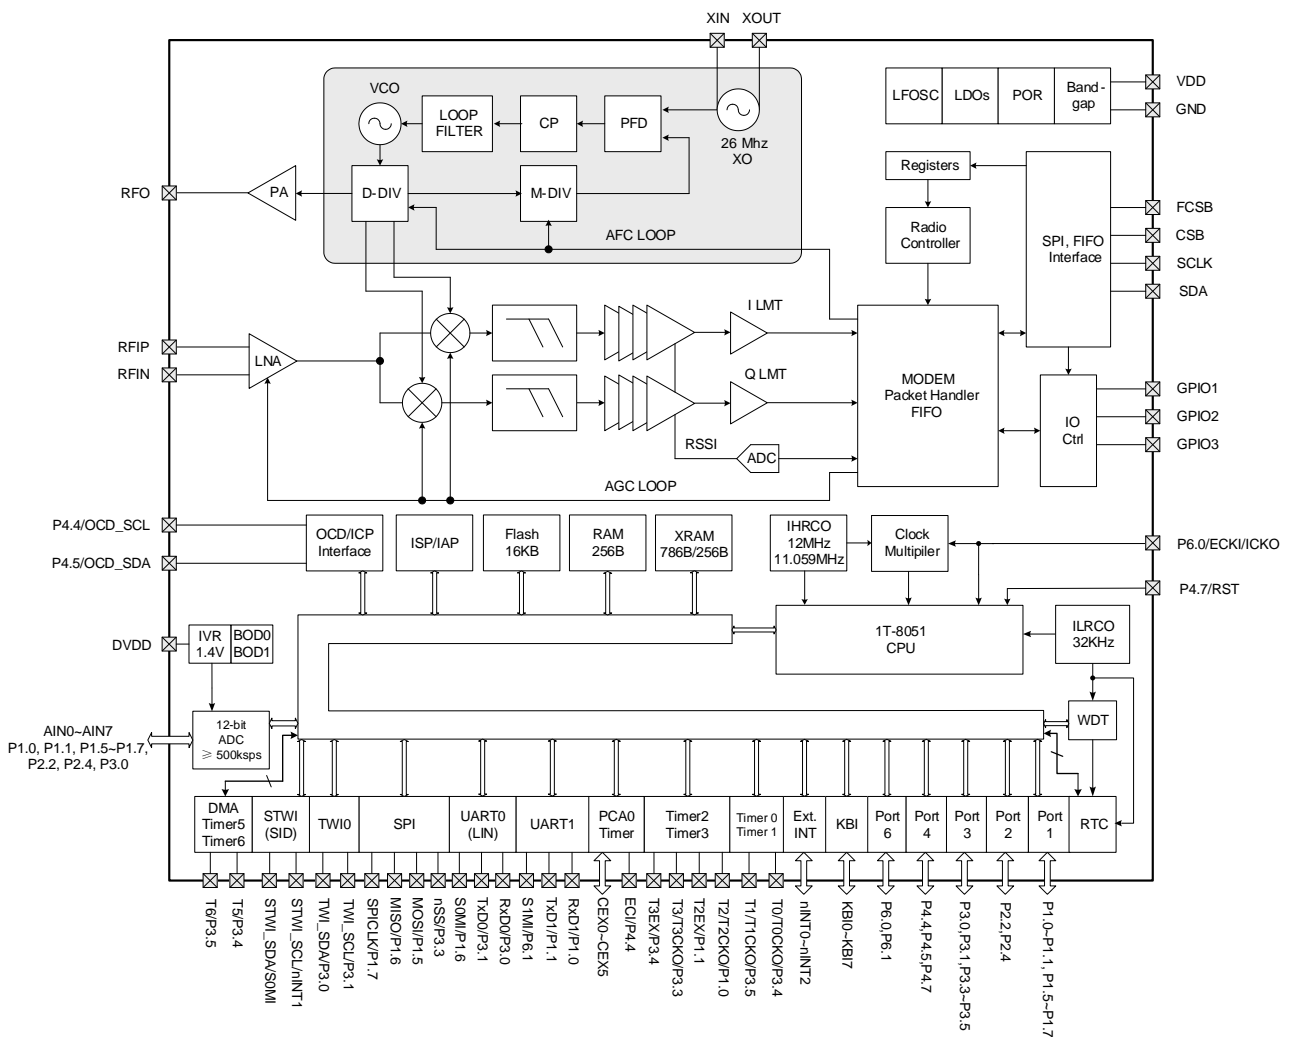 XIN XOUT
VCO
LOOP
FILTER
CP
PFD
26 Mhz
XO
LFOSC
LDOs
POR
Band-
gap
VDD
GND
RFO
PA
D-DIV
M-DIV
AFC LOOP
Registers
Radio
Controller
SPI, FIFO
Interface
FCSB
CSB
SCLK
SDA
RFIP
RFIN
LNA
I LMT
Q LMT
RSSI
ADC
AGC LOOP
MODEM
Packet Handler
FIFO
IO
Ctrl
GPIO1
GPIO2
GPIO3
P4.4/OCD_SCL
P4.5/OCD_SDA
OCD/ICP
Interface
ISP/IAP
Flash
16KB
RAM
256B
XRAM
786B/256B
IHRCO
12MHz
11.059MHz
Clock
Multipiler
P6.0/ECKI/ICKO
P4.7/RST
DVDD
IVR
1.4V
BOD0
BOD1
1T-8051
CPU
ILRCO
32KHz
WDT
AIN0~AIN7
P1.0, P1.1, P1.5~P1.7,
P2.2, P2.4, P3.0
12-bit
ADC
≥ 500ksps
DMA
Timer5
Timer6
STWI
(SID)
TWI0
SPI
UART0
(LIN)
UART1
PCA0
Timer
Timer2
Timer3
Timer 0
Timer 1
Ext.
INT
KBI
Port
6
Port
4
Port
3
Port
2
Port
1
RTC
T6/P3.5
T5/P3.4
STWI_SDA/S0MI
STWI_SCL/nINT1
TWI_SDA/P3.0
TWI_SCL/P3.1
SPICLK/P1.7
MISO/P1.6
MOSI/P1.5
nSS/P3.3
S0MI/P1.6
TxD0/P3.1
RxD0/P3.0
S1MI/P6.1
TxD1/P1.1
RxD1/P1.0
CEX0~CEX5
ECI/P4.4
T3EX/P3.4
T3/T3CKO/P3.3
T2EX/P1.1
T2/T2CKO/P1.0
T1/T1CKO/P3.5
T0/T0CKO/P3.4
nINT0~nINT2
KBI0~KBI7
P6.0,P6.1
P4.4,P4.5,P4.7
P3.0,P3.1,P3.3~P3.5
P2.2,P2.4
P1.0~P1.1, P1.5~P1.7